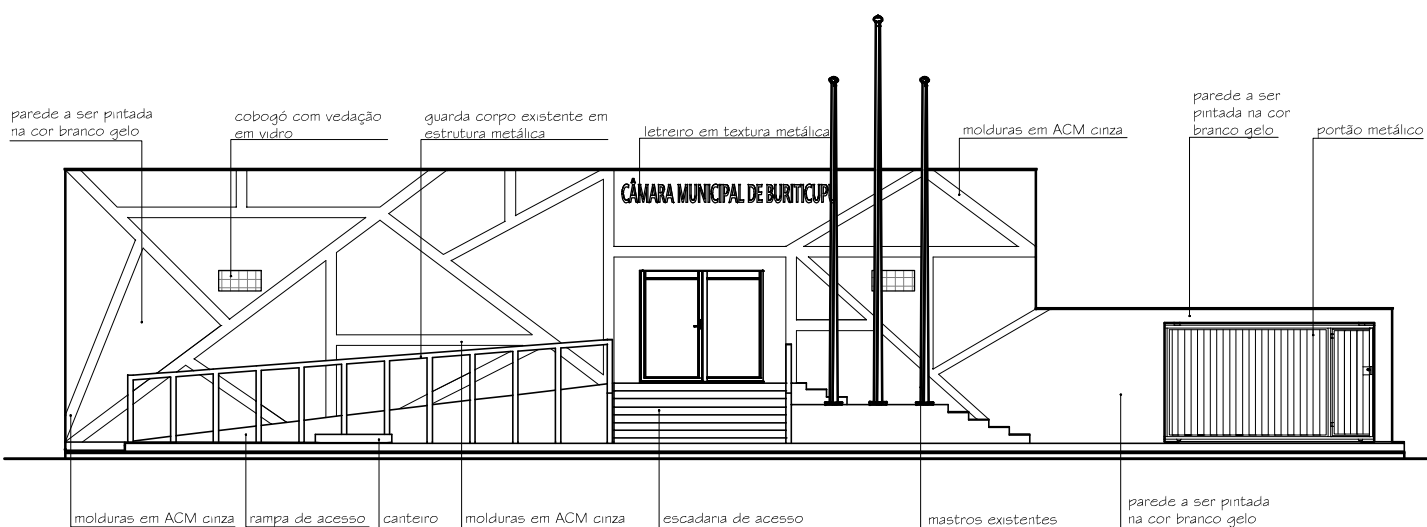 parede a ser pintada
na cor branco gelo
cobogó com vedação
em vidro
guarda corpo existente em
estrutura metálica
letreiro em textura metálica
molduras em ACM cinza
parede a ser
pintada na cor
branco gelo
portão metálico
CÂMARA MUNICIPAL DE BURITICUPU
molduras em ACM cinza
rampa de acesso
canteiro
molduras em ACM cinza
escadaria de acesso
mastros existentes
parede a ser pintada
na cor branco gelo